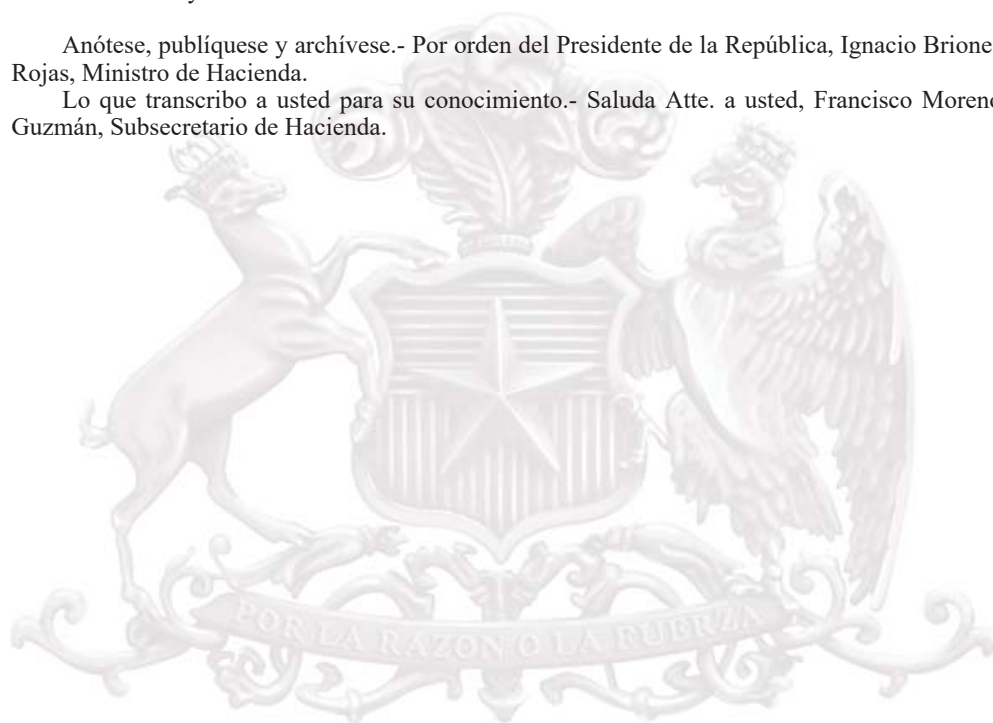 Anótese, publíquese y archívese.- Por orden del Presidente de la República, Ignacio Brione
Rojas, Ministro de Hacienda.
Lo que transcribo a usted para su conocimiento.- Saluda Atte. a usted, Francisco Moreno
Guzmán, Subsecretario de Hacienda.
POR LA RAZON O LA FUERZA